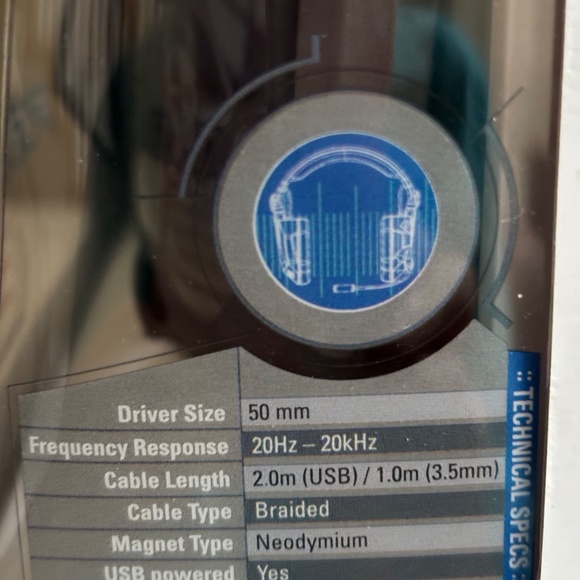 Driver Size 50 mm
Frequency Response 20Hz – 20kHz
Cable Length 2.0m (USB) / 1.0m (3.5mm)
Cable Type Braided
Magnet Type Neodymium
USB powered Yes
:: TECHNICAL SPECS ::